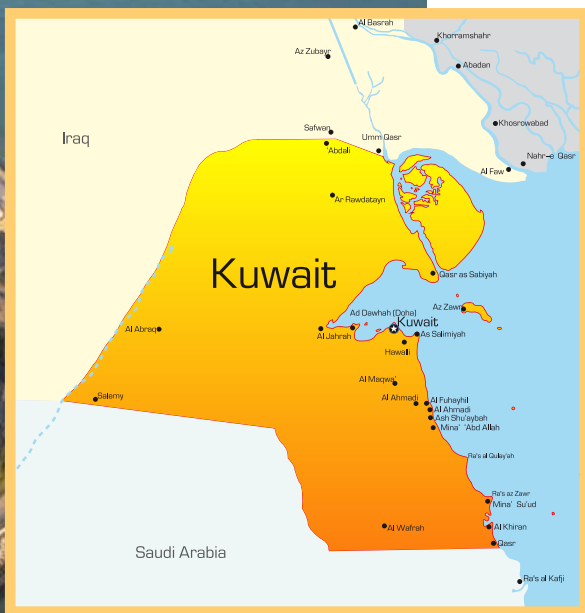 Al Basrah
Khorramshahr
Az Zubayr
Abadan
Khosrowabad
Safwan
Iraq
Umm Qasr
'Abdali
Nahr-e Qasr
Al Faw
Ar Rawdatayn
Kuwait
Qasr as Sabiyah
Az Zawr
Ad Dawhah (Doha)
Kuwait
Al Abraq
Al Jahrah
As Salimiyah
Hawalli
Al Maqwa'
Salemy
Al Ahmadi
Al Fuhayhil
Al Ahmadi
Ash Shu'aybah
Mina' 'Abd Allah
Ra's al Qulay'ah
Ra's az Zawr
Mina' Su'ud
Al Wafrah
Al Khiran
Qasr
Saudi Arabia
Ra's al Kafji